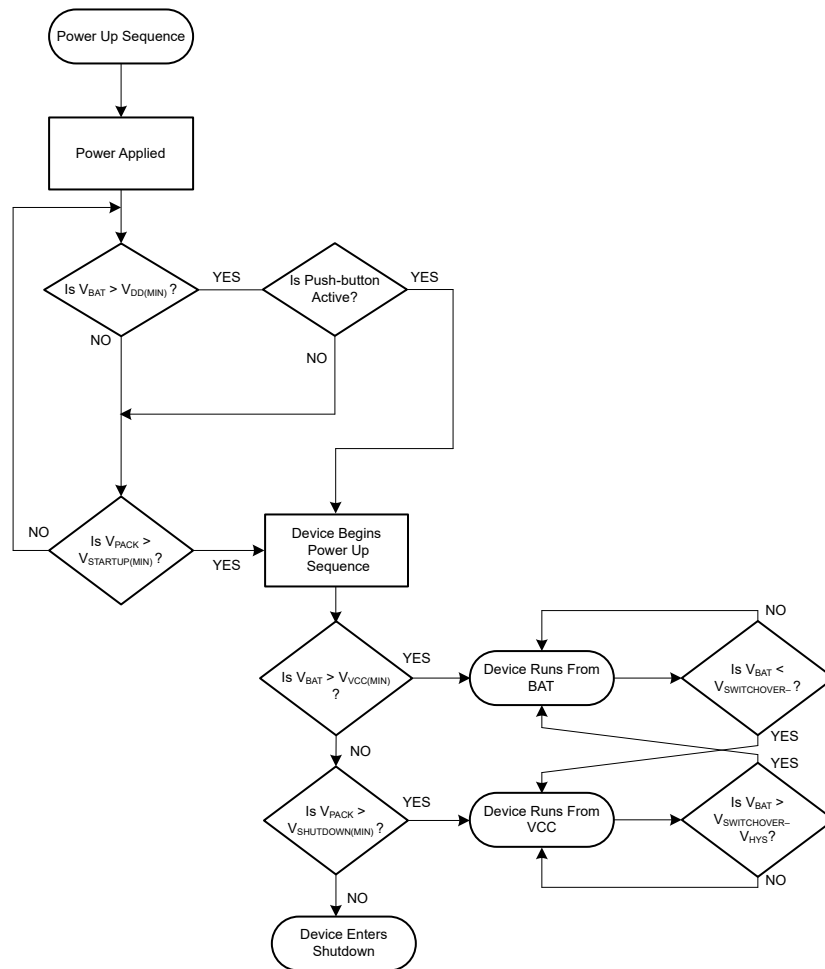 Power Up Sequence
Power Applied
Is VBAT > VDD(MIN) ?
YES
Is Push-button
Active?
YES
NO
NO
NO
Is VPACK >
VSTARTUP(MIN) ?
YES
Device Begins
Power Up
Sequence
Is VBAT > VVCC(MIN)
?
YES
Device Runs From
BAT
NO
Is VBAT <
VSWITCHOVER– ?
YES
NO
YES
Is VPACK >
VSHUTDOWN(MIN) ?
YES
Device Runs From
VCC
Is VBAT >
VSWITCHOVER–
VHYS?
NO
NO
Device Enters
Shutdown